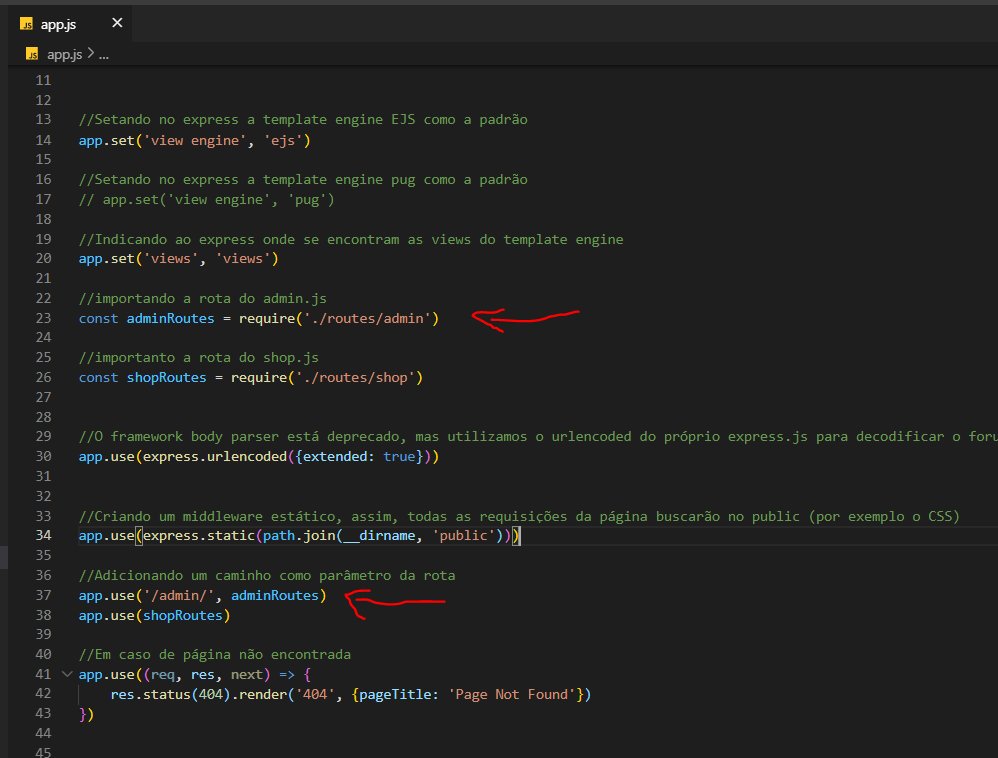 JS app.js ×
JS app.js > ...
11
12
13 //Setando no express a template engine EJS como a padrão
14 app.set('view engine', 'ejs')
15
16 //Setando no express a template engine pug como a padrão
17 // app.set('view engine', 'pug')
18
19 //Indicando ao express onde se encontram as views do template engine
20 app.set('views', 'views')
21
22 //importando a rota do admin.js
23 const adminRoutes = require('./routes/admin')
24
25 //importanto a rota do shop.js
26 const shopRoutes = require('./routes/shop')
27
28
29 //O framework body parser está deprecado, mas utilizamos o urlencoded do próprio express.js para decodificar o foru
30 app.use(express.urlencoded({extended: true}))
31
32
33 //Criando um middleware estático, assim, todas as requisições da página buscarão no public (por exemplo o CSS)
34 app.use(express.static(path.join(__dirname, 'public')))
35
36 //Adicionando um caminho como parâmetro da rota
37 app.use('/admin/', adminRoutes)
38 app.use(shopRoutes)
39
40 //Em caso de página não encontrada
41 app.use((req, res, next) => {
42 res.status(404).render('404', {pageTitle: 'Page Not Found'})
43 })
44
45